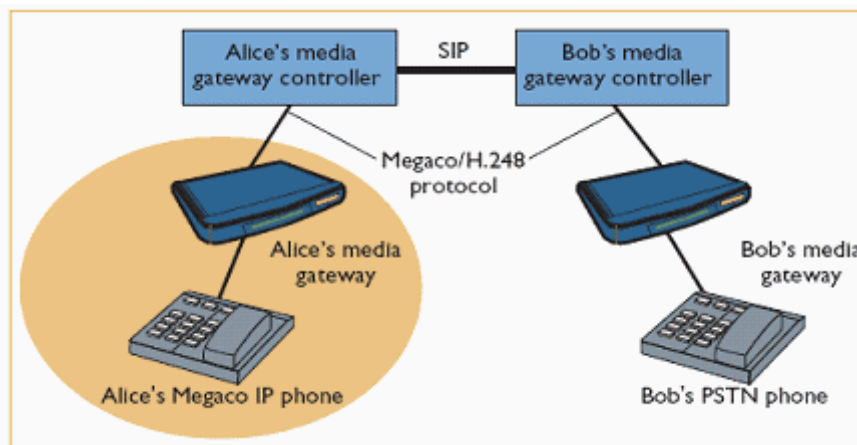 Alice's media
gateway controller
SIP
Bob's media
gateway controller
Megaco/H.248
protocol
Alice's media
gateway
Bob's media
gateway
Alice's Megaco IP phone
Bob's PSTN phone